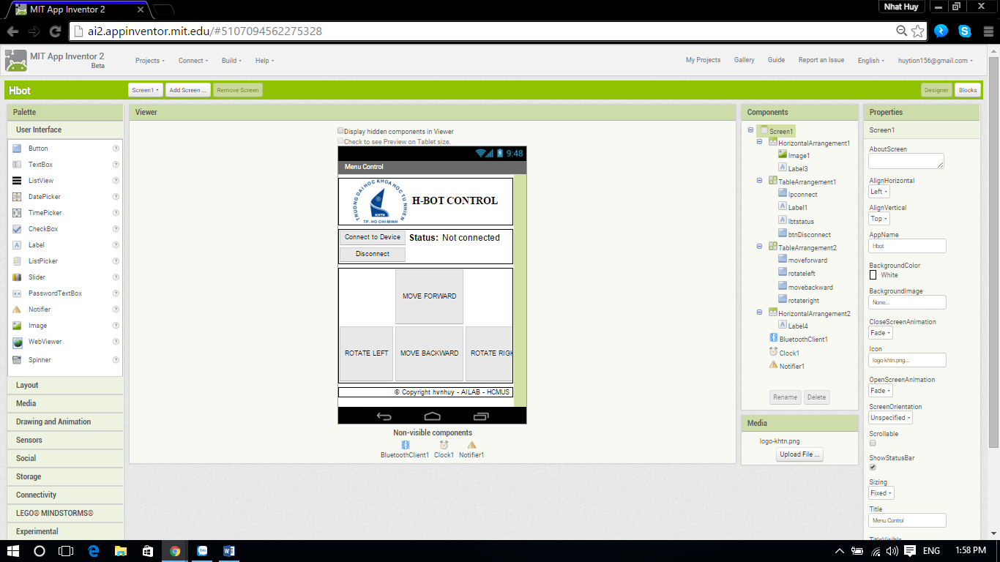 MIT App Inventor 2
Nhat Huy
ai2.appinventor.mit.edu/#5107094562275328
MIT App Inventor 2
Beta
Projects
Connect
Build
Help
My Projects
Gallery
Guide
Report an Issue
English
huytion156@gmail.com
Hbot
Screen1
Add Screen ...
Remove Screen
Designer
Blocks
Palette
User Interface
Button
TextBox
ListView
DatePicker
TimePicker
CheckBox
Label
ListPicker
Slider
PasswordTextBox
Notifier
Image
WebViewer
Spinner
Layout
Media
Drawing and Animation
Sensors
Social
Storage
Connectivity
LEGO® MINDSTORMS®
Experimental
Viewer
Display hidden components in Viewer
Check to see Preview on Tablet size.
9:48
Menu Control
TRUONG DAI HOC KHOA HOC TU NHIEN
KHTN
TP. HO CHI MINH
H-BOT CONTROL
Connect to Device
Status: Not connected
Disconnect
MOVE FORWARD
ROTATE LEFT
MOVE BACKWARD
ROTATE RIGH
© Copyright hvnhuy - AILAB - HCMUS
Non-visible components
BluetoothClient1
Clock1
Notifier1
Components
Screen1
HorizontalArrangement1
Image1
Label3
TableArrangement1
lpconnect
Label1
lbtstatus
btnDisconnect
TableArrangement2
moveforward
rotateleft
movebackward
rotateright
HorizontalArrangement2
Label4
BluetoothClient1
Clock1
Notifier1
Rename
Delete
Media
logo-khtn.png
Upload File ...
Properties
Screen1
AboutScreen
AlignHorizontal
Left
AlignVertical
Top
AppName
Hbot
BackgroundColor
White
BackgroundImage
None...
CloseScreenAnimation
Fade
Icon
logo-khtn.png...
OpenScreenAnimation
Fade
ScreenOrientation
Unspecified
Scrollable
ShowStatusBar
Sizing
Fixed
Title
Menu Control
TitleVisible
ENG
1:58 PM